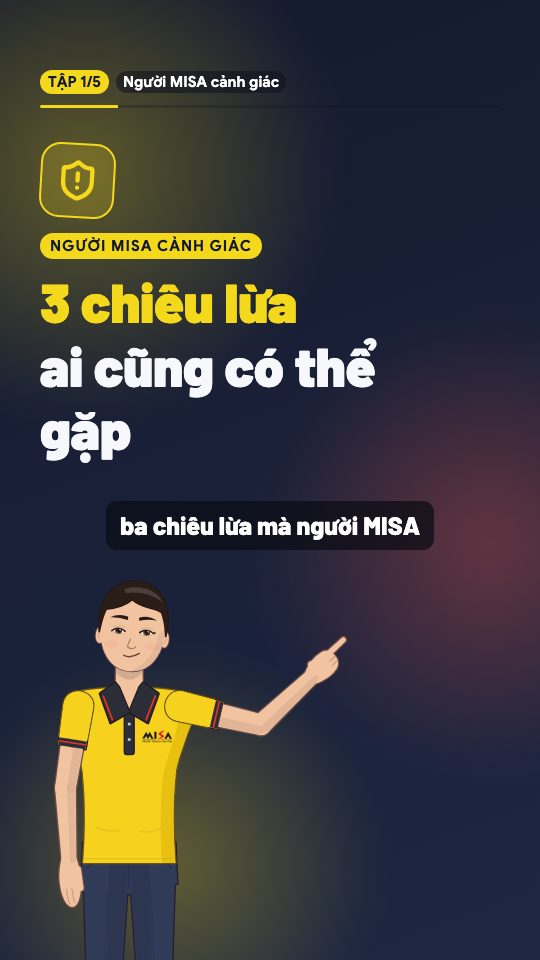 TẬP 1/5 Người MISA cảnh giác
NGƯỜI MISA CẢNH GIÁC
3 chiêu lừa
ai cũng có thể
gặp
ba chiêu lừa mà người MISA
MISA